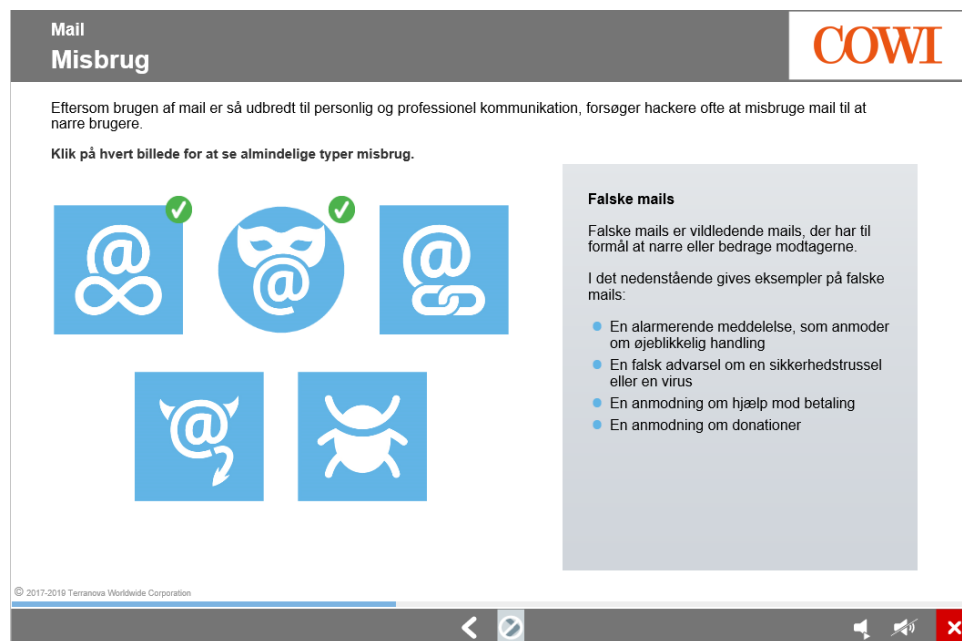 Mail
Misbrug
COWI
Eftersom brugen af mail er så udbredt til personlig og professionel kommunikation, forsøger hackere ofte at misbruge mail til at
narre brugere.
Klik på hvert billede for at se almindelige typer misbrug.
Falske mails
Falske mails er vildledende mails, der har til
formål at narre eller bedrage modtagerne.
I det nedenstående gives eksempler på falske
mails:
En alarmerende meddelelse, som anmoder
om øjeblikkelig handling
En falsk advarsel om en sikkerhedstrussel
eller en virus
En anmodning om hjælp mod betaling
En anmodning om donationer
© 2017-2019 Terranova Worldwide Corporation